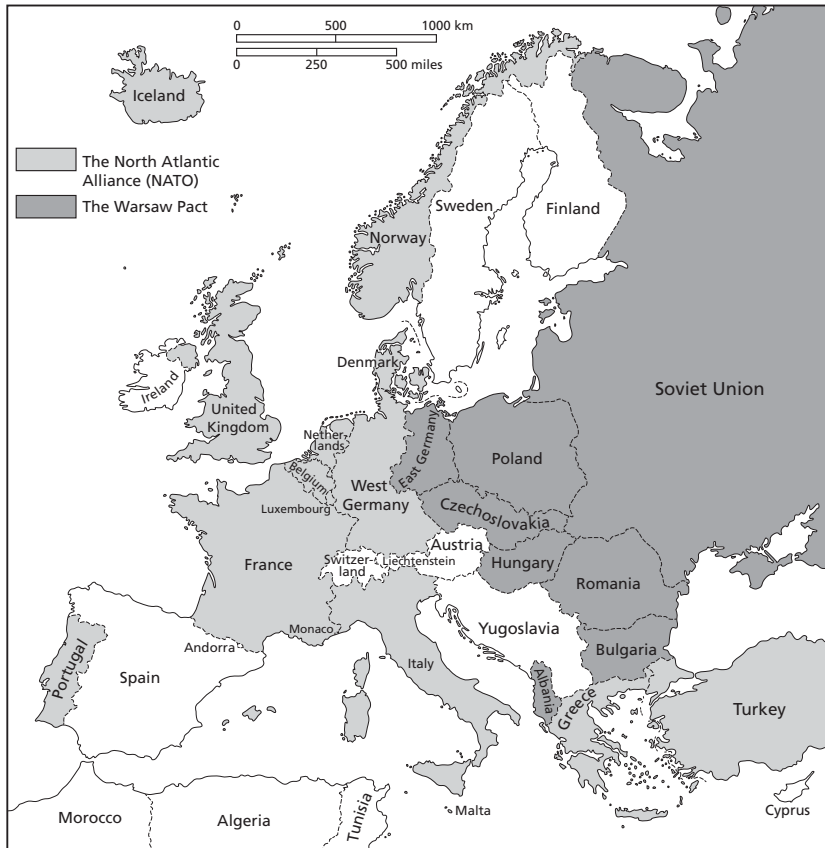 0 500 1000 km
0 250 500 miles
Iceland
The North Atlantic
Alliance (NATO)
The Warsaw Pact
Sweden
Finland
Norway
Denmark
Soviet Union
Ireland
United
Kingdom
Nether-
lands
Belgium
East Germany
Poland
West
Germany
Luxembourg
Czechoslovakia
Austria
France
Switzer-
land
Liechtenstein
Hungary
Romania
Monaco
Yugoslavia
Andorra
Bulgaria
Portugal
Spain
Italy
Albania
Greece
Turkey
Morocco
Algeria
Tunisia
Malta
Cyprus